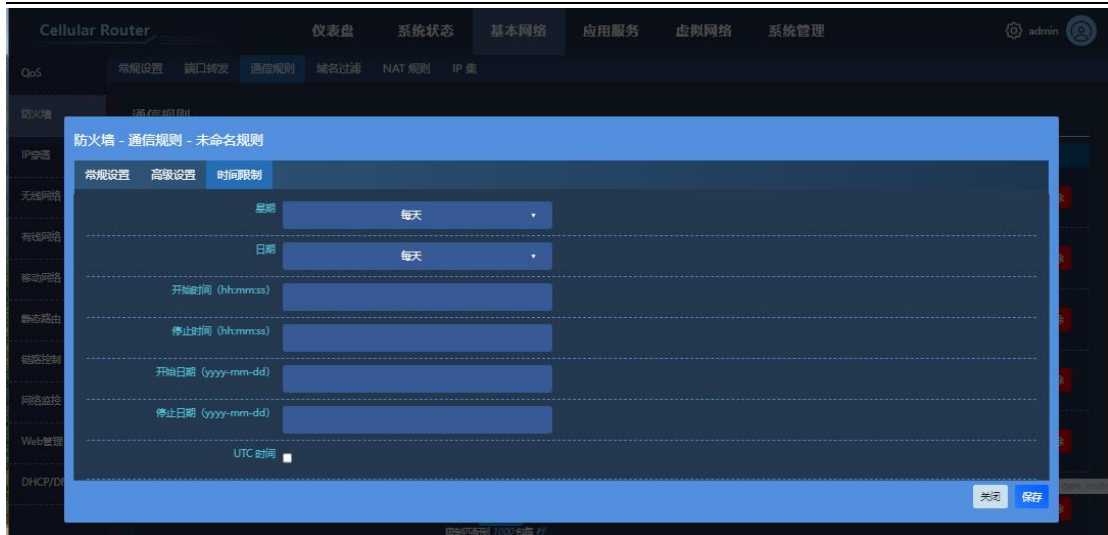 Cellular Router
仪表盘 系统状态 基本网络 应用服务 虚拟网络 系统管理
admin
QoS
常规设置 端口转发 通信规则 域名过滤 NAT 规则 IP 集
防火墙
通信规则
防火墙 - 通信规则 - 未命名规则
IP穿透
常规设置 高级设置 时间限制
无线网络
星期 每天
有线网络
日期 每天
移动网络
开始时间 (hh:mm:ss)
静态路由
停止时间 (hh:mm:ss)
链路控制
开始日期 (yyyy-mm-dd)
网络监控
停止日期 (yyyy-mm-dd)
Web管理
UTC 时间
DHCP/D
关闭 保存